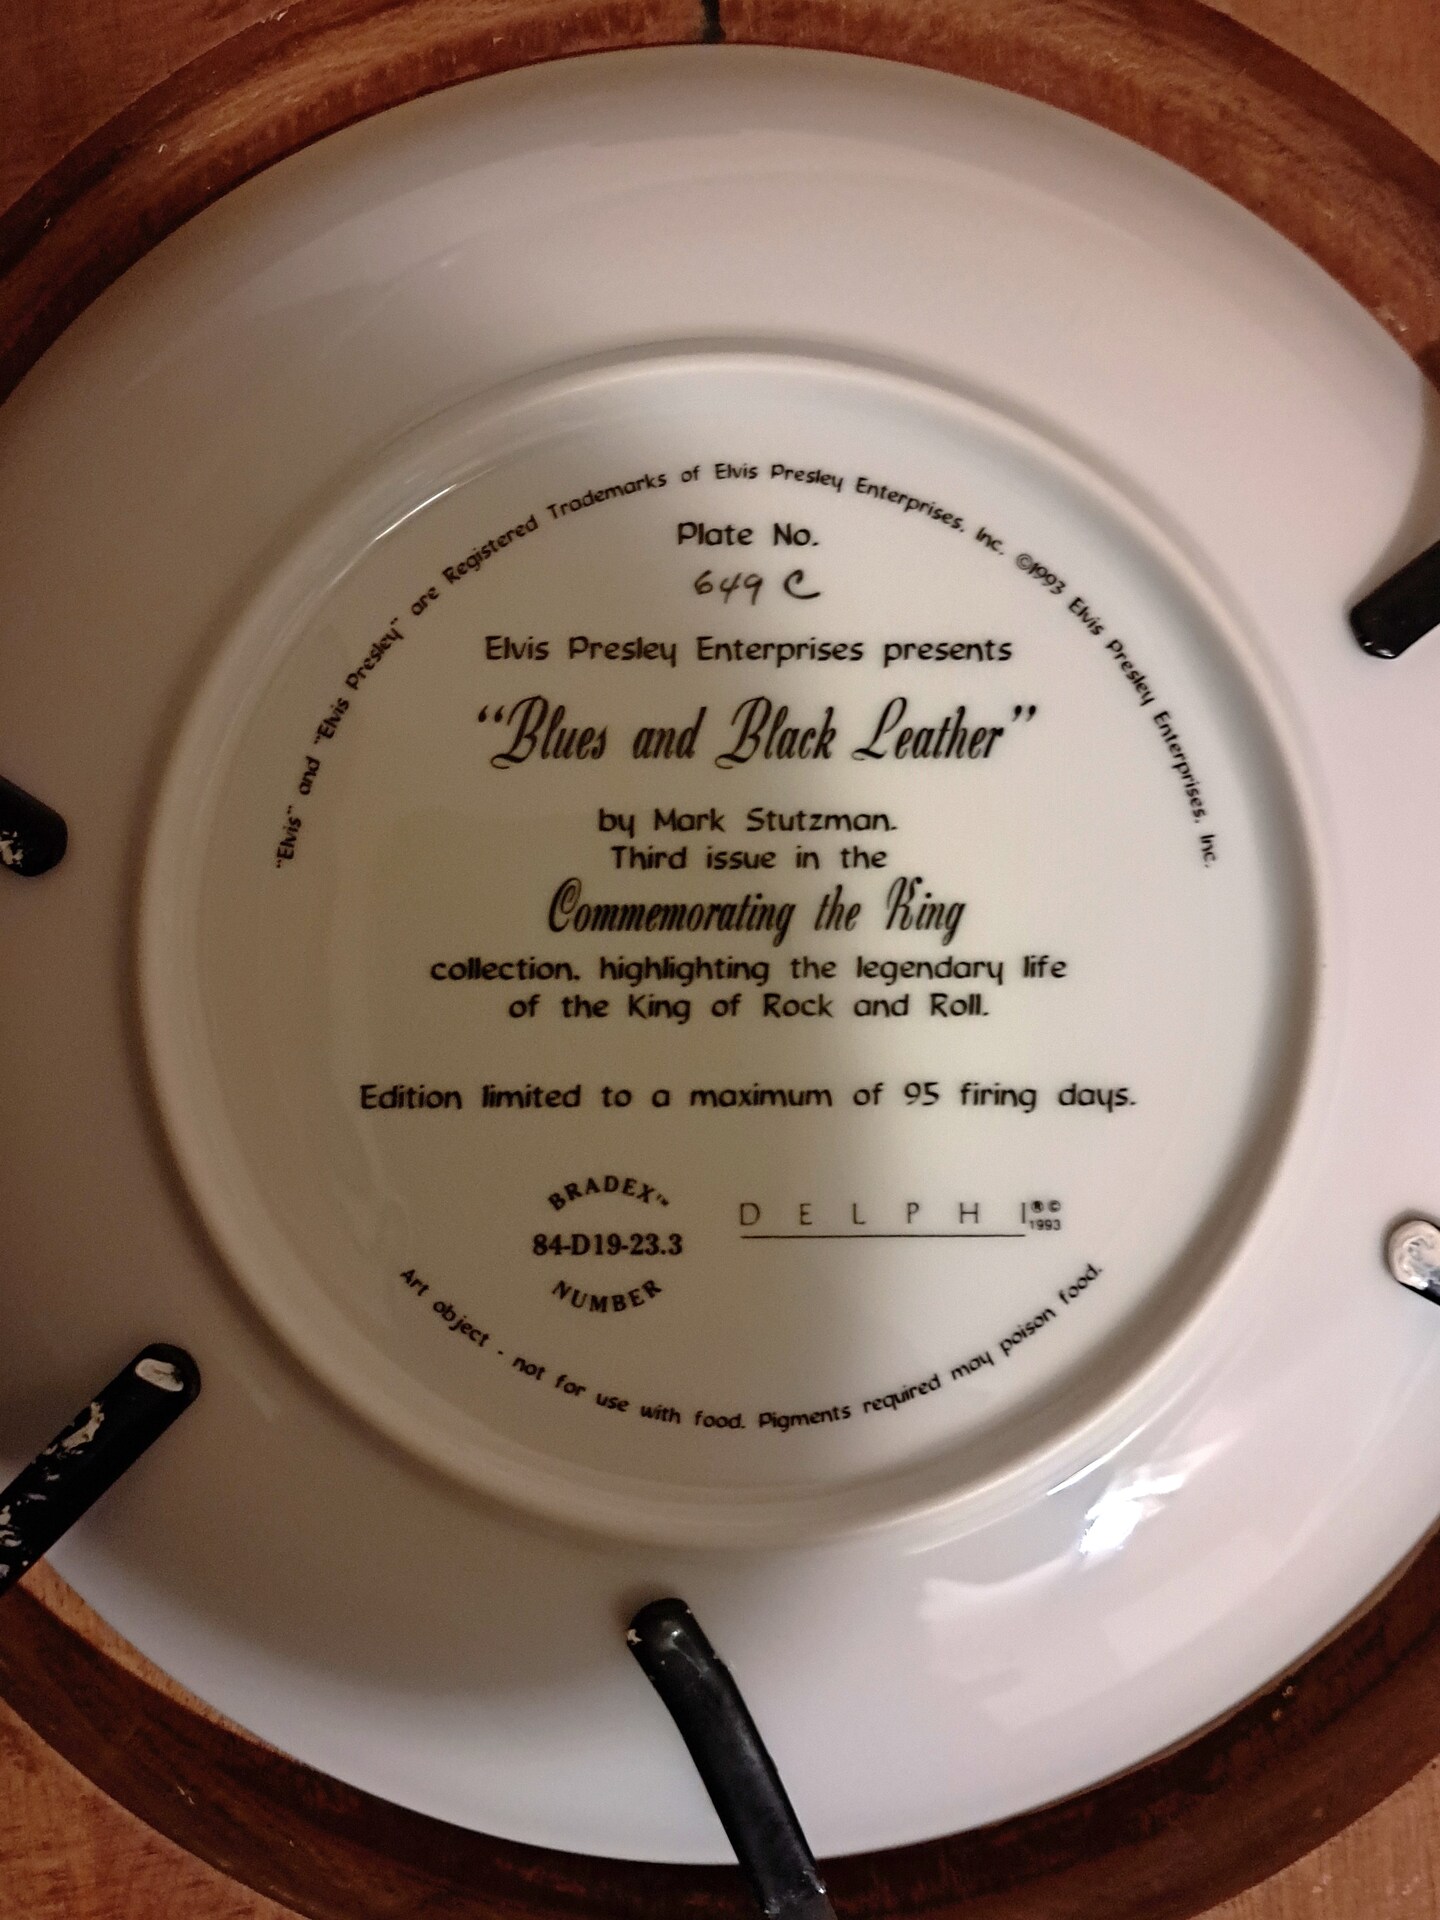 "Elvis" and "Elvis Presley" are Registered Trademarks of Elvis Presley Enterprises, Inc. ©1993 Elvis Presley Enterprises, Inc.
Plate No.
649 C
Elvis Presley Enterprises presents
“Blues and Black Leather”
by Mark Stutzman.
Third issue in the
Commemorating the King
collection, highlighting the legendary life
of the King of Rock and Roll.
Edition limited to a maximum of 95 firing days.
BRADEX™
84-D19-23.3
NUMBER
DELPHI®©
1993
Art object - not for use with food. Pigments required may poison food.